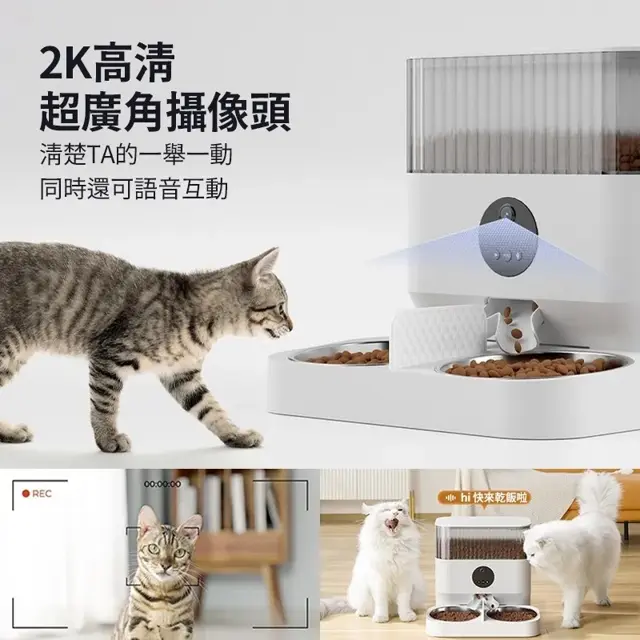 2K高清
超廣角攝像頭
清楚TA的一舉一動
同時還可語音互動
REC
00:00:00
hi 快來乾飯啦